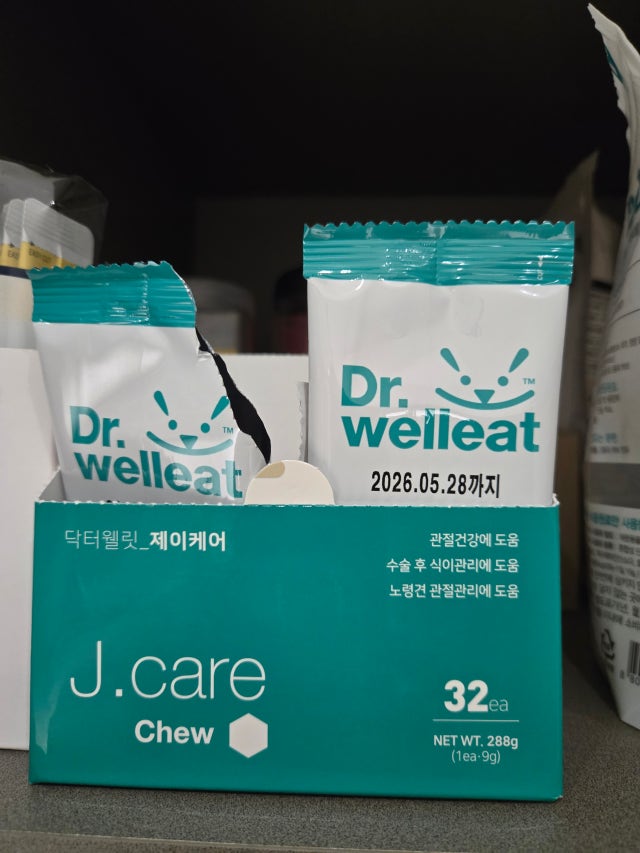 Dr.
welleat
TM
Dr.
welleat
TM
2026.05.28까지
닥터웰릿_제이케어
관절건강에 도움
수술 후 식이관리에 도움
노령견 관절관리에 도움
J.care
Chew
32ea
NET WT. 288g
(1ea·9g)